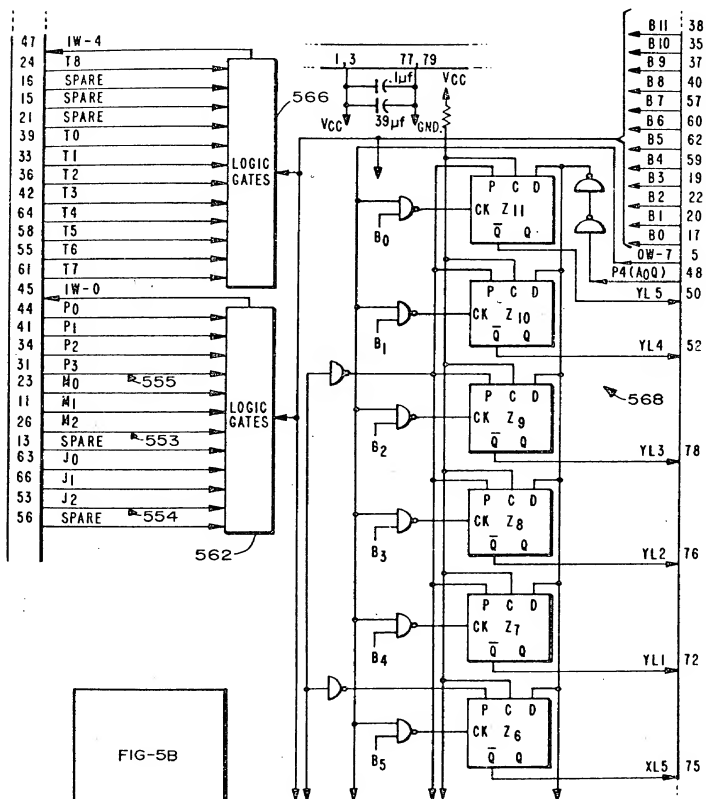 47 IW-4
24 T8
16 SPARE
15 SPARE
21 SPARE
39 T0
33 T1
36 T2
42 T3
64 T4
58 T5
55 T6
61 T7
45 IW-0
44 P0
41 P1
34 P2
31 P3
23 M0
11 M1
26 M2
13 SPARE
63 J0
66 J1
53 J2
56 SPARE
555
553
554
566
LOGIC
GATES
LOGIC
GATES
562
1,3 77,79
.1µf
39µf
VCC GND.
VCC
B11 38
B10 35
B9 37
B8 40
B7 57
B6 60
B5 62
B4 59
B3 19
B2 22
B1 20
B0 17
OW-7 5
P4(A0Q) 48
YL5 50
YL4 52
568
YL3 78
YL2 76
YL1 72
XL5 75
P C D
CK Z11
Q̅ Q
B0
P C D
CK Z10
Q̅ Q
B1
P C D
CK Z9
Q̅ Q
B2
P C D
CK Z8
Q̅ Q
B3
P C D
CK Z7
Q̅ Q
B4
P C D
CK Z6
Q̅ Q
B5
FIG-5B